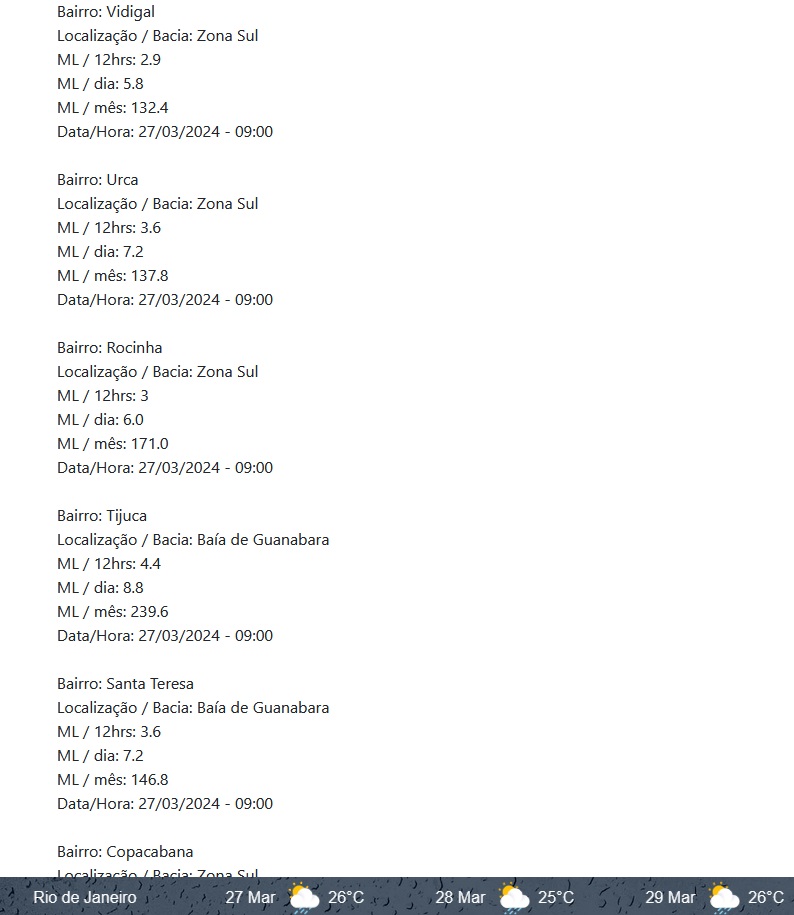 Bairro: Vidigal
Localização / Bacia: Zona Sul
ML / 12hrs: 2.9
ML / dia: 5.8
ML / mês: 132.4
Data/Hora: 27/03/2024 - 09:00
Bairro: Urca
Localização / Bacia: Zona Sul
ML / 12hrs: 3.6
ML / dia: 7.2
ML / mês: 137.8
Data/Hora: 27/03/2024 - 09:00
Bairro: Rocinha
Localização / Bacia: Zona Sul
ML / 12hrs: 3
ML / dia: 6.0
ML / mês: 171.0
Data/Hora: 27/03/2024 - 09:00
Bairro: Tijuca
Localização / Bacia: Baía de Guanabara
ML / 12hrs: 4.4
ML / dia: 8.8
ML / mês: 239.6
Data/Hora: 27/03/2024 - 09:00
Bairro: Santa Teresa
Localização / Bacia: Baía de Guanabara
ML / 12hrs: 3.6
ML / dia: 7.2
ML / mês: 146.8
Data/Hora: 27/03/2024 - 09:00
Bairro: Copacabana
Localização / Bacia: Zona Sul
Rio de Janeiro 27 Mar 26°C 28 Mar 25°C 29 Mar 26°C